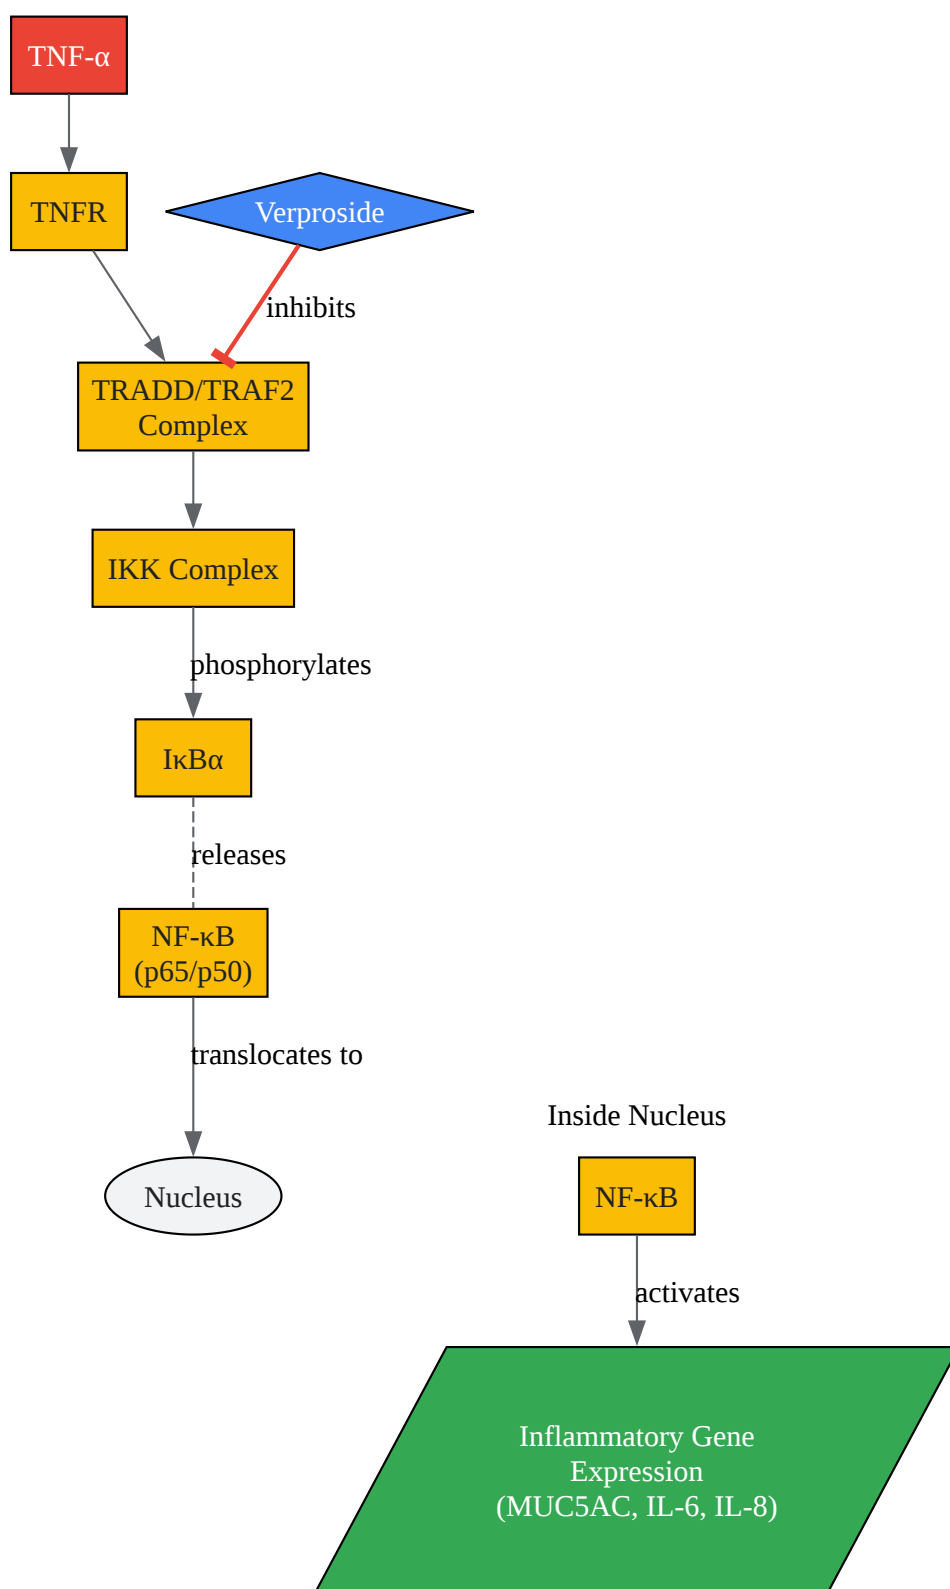 TNF-α
TNFR
Verproside
inhibits
TRADD/TRAF2
Complex
IKK Complex
phosphorylates
IκBα
releases
NF-κB
(p65/p50)
translocates to
Nucleus
Inside Nucleus
NF-κB
activates
Inflammatory Gene
Expression
(MUC5AC, IL-6, IL-8)